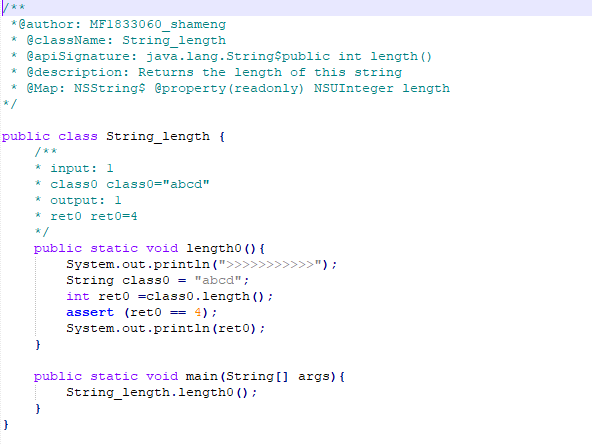 /**
 *@author: MF1833060_shameng
 * @className: String_length
 * @apiSignature: java.lang.String$public int length()
 * @description: Returns the length of this string
 * @Map: NSString$ @property(readonly) NSUInteger length
*/
public class String_length {
    /**
    * input: 1
    * class0 class0="abcd"
    * output: 1
    * ret0 ret0=4
    */
    public static void length0(){
        System.out.println(">>>>>>>>>>>");
        String class0 = "abcd";
        int ret0 =class0.length();
        assert (ret0 == 4);
        System.out.println(ret0);
    }
    public static void main(String[] args){
        String_length.length0();
    }
}